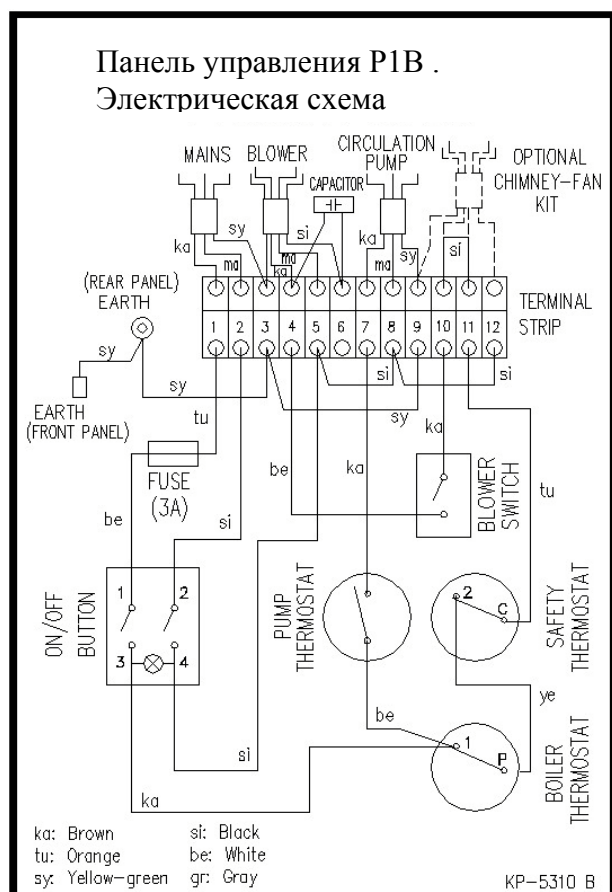 Панель управления P1B .
Электрическая схема
MAINS BLOWER CIRCULATION PUMP
CAPACITOR
OPTIONAL
CHIMNEY-FAN
KIT
ka sy ma ma ka si ka ma sy si
(REAR PANEL)
EARTH
1 2 3 4 5 6 7 8 9 10 11 12
TERMINAL
STRIP
sy
sy
si si
sy
EARTH
(FRONT PANEL)
tu
ka
FUSE
(3A)
be ka
BLOWER
SWITCH
tu
be si
ON/OFF
BUTTON
1 2
3 4
PUMP
THERMOSTAT
2 C
SAFETY
THERMOSTAT
ye
be
si
ka
1
P
BOILER
THERMOSTAT
ka: Brown si: Black
tu: Orange be: White
sy: Yellow-green gr: Gray
KP-5310 B